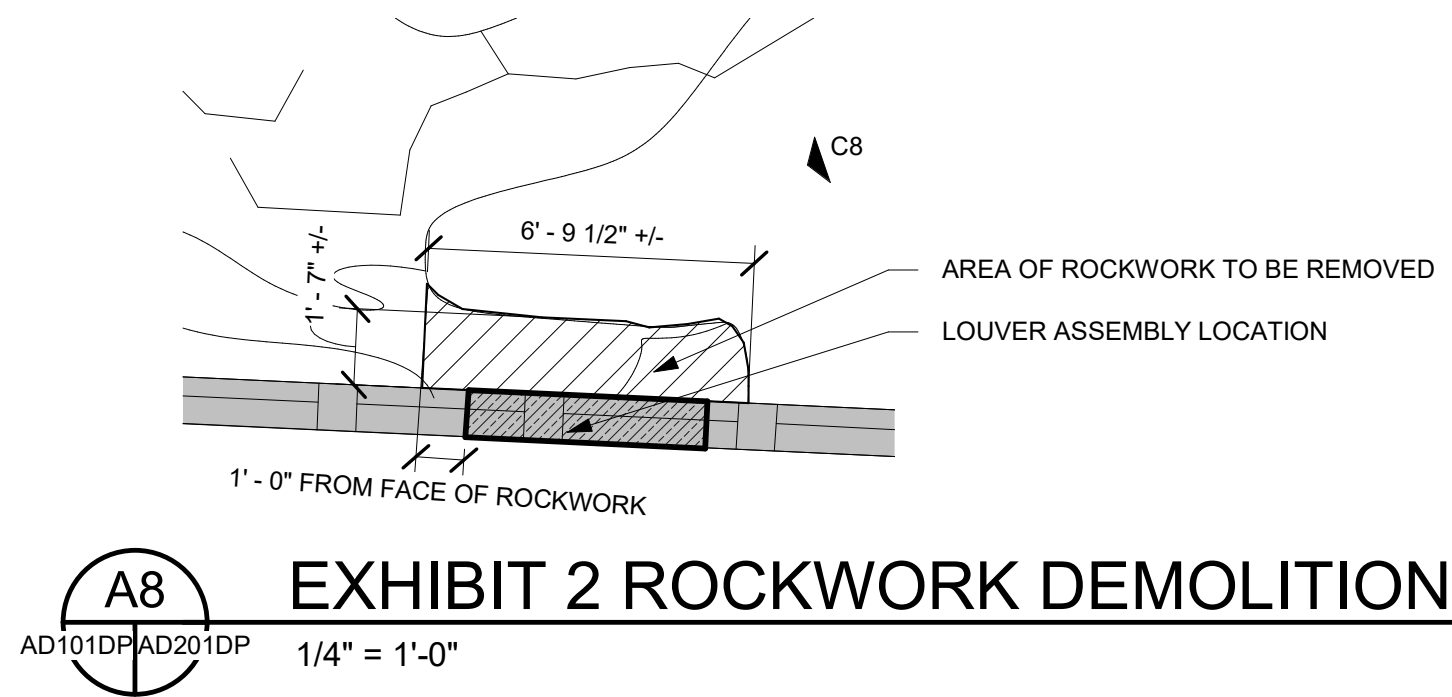 C8
6' - 9 1/2" +/-
1' - 7" +/-
AREA OF ROCKWORK TO BE REMOVED
LOUVER ASSEMBLY LOCATION
1' - 0" FROM FACE OF ROCKWORK
A8
AD101DP AD201DP
EXHIBIT 2 ROCKWORK DEMOLITION
1/4" = 1'-0"